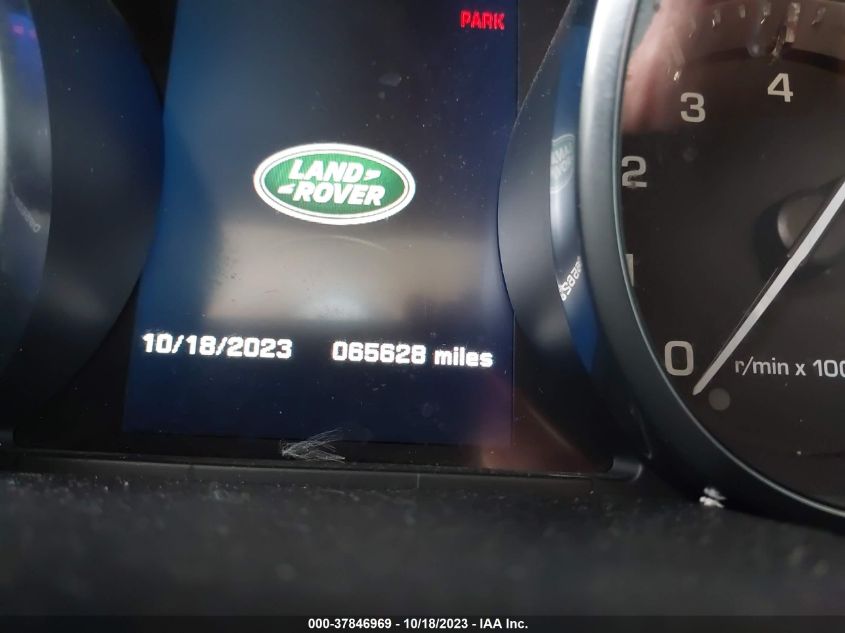 PARK
4
3
LAND
ROVER
2
1
10/18/2023 065628 miles
0
r/min x 100
000-37846969 - 10/18/2023 - IAA Inc.